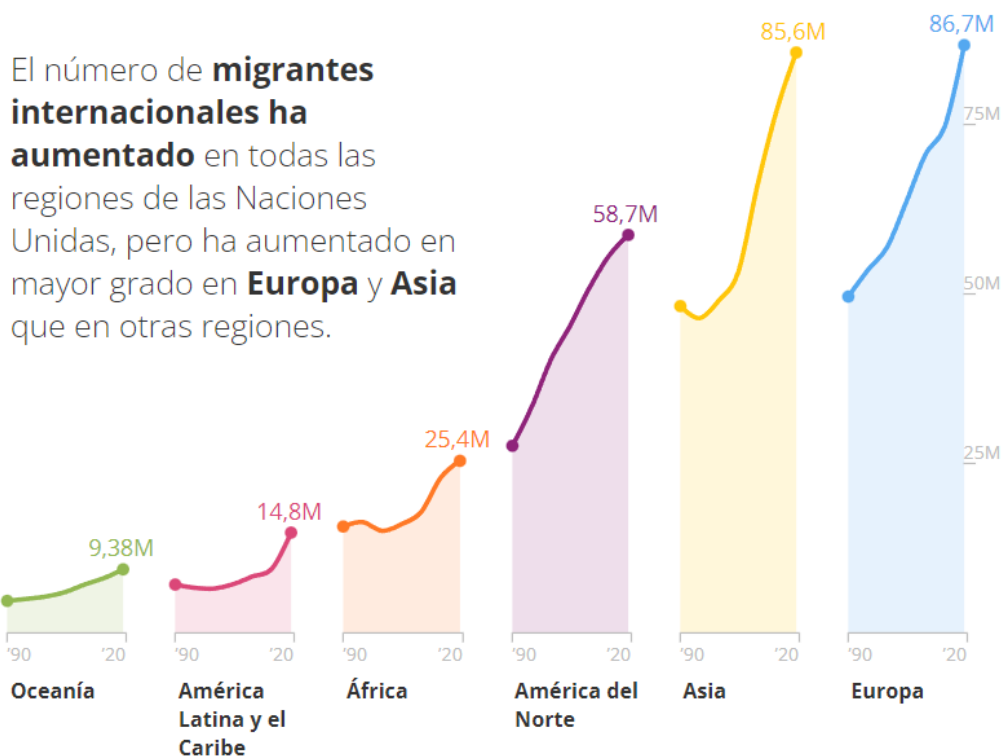 El número de migrantes
internacionales ha
aumentado en todas las
regiones de las Naciones
Unidas, pero ha aumentado en
mayor grado en Europa y Asia
que en otras regiones.
9,38M
14,8M
25,4M
58,7M
85,6M
86,7M
75M
50M
25M
'90 '20
'90 '20
'90 '20
'90 '20
'90 '20
'90 '20
Oceanía
América
Latina y el
Caribe
África
América del
Norte
Asia
Europa